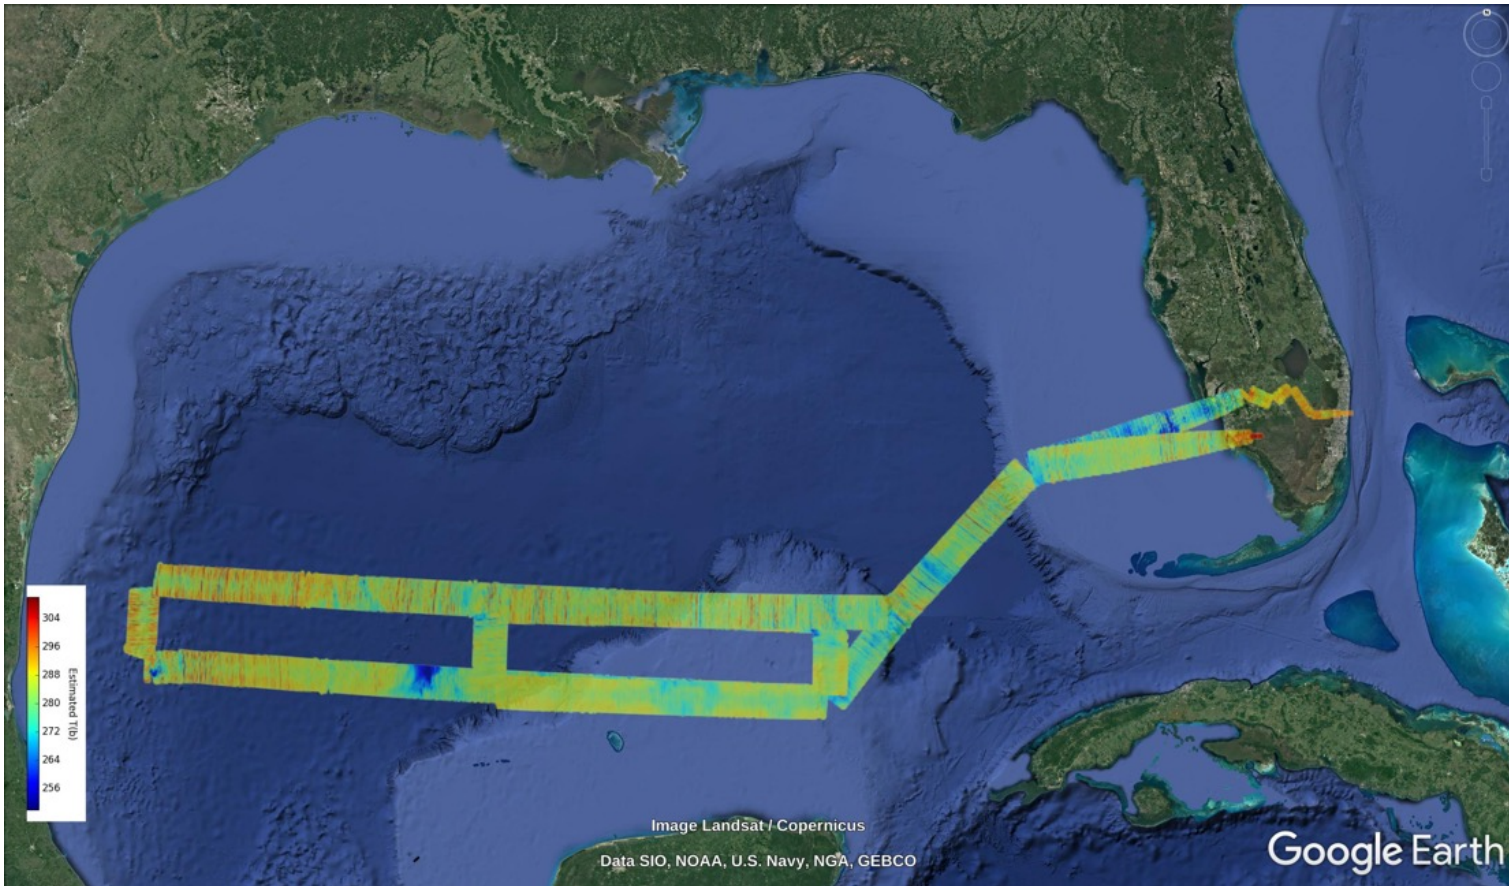 304
296
288
280
272
264
256
Estimated T(b)
Image Landsat / Copernicus
Data SIO, NOAA, U.S. Navy, NGA, GEBCO
Google Earth